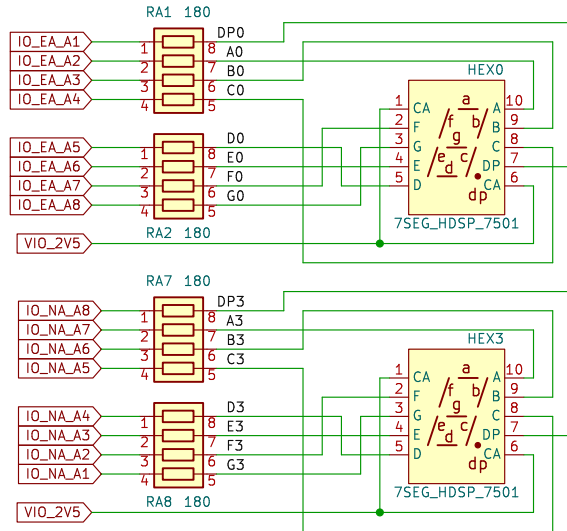 RA1 180
IO_EA_A1 1 8 DP0
IO_EA_A2 2 7 A0
IO_EA_A3 3 6 B0
IO_EA_A4 4 5 C0
HEX0
1 CA a A 10
2 F f b B 9
3 G g C 8
4 E e d c DP 7
5 D dp CA 6
7SEG_HDSP_7501
IO_EA_A5 1 8 D0
IO_EA_A6 2 7 E0
IO_EA_A7 3 6 F0
IO_EA_A8 4 5 G0
RA2 180
VIO_2V5
RA7 180
IO_NA_A8 1 8 DP3
IO_NA_A7 2 7 A3
IO_NA_A6 3 6 B3
IO_NA_A5 4 5 C3
HEX3
1 CA a A 10
2 F f b B 9
3 G g C 8
4 E e d c DP 7
5 D dp CA 6
7SEG_HDSP_7501
IO_NA_A4 1 8 D3
IO_NA_A3 2 7 E3
IO_NA_A2 3 6 F3
IO_NA_A1 4 5 G3
RA8 180
VIO_2V5